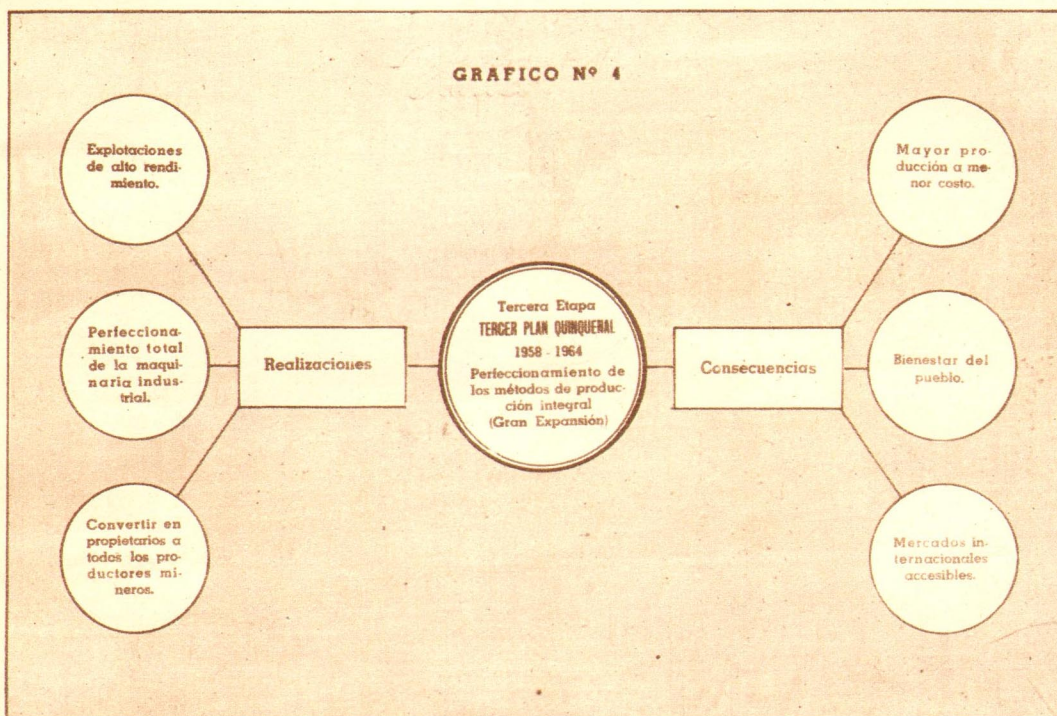 GRAFICO Nº 4
Explotaciones
de alto rendi-
miento.
Perfecciona-
miento total
de la maqui-
naria indus-
trial.
Convertir en
propietarios a
todos los pro-
ductores mi-
neros.
Realizaciones
Tercera Etapa
TERCER PLAN QUINQUENAL
1958 - 1964
Perfeccionamiento de
los métodos de produc-
ción integral
(Gran Expansión)
Consecuencias
Mayor pro-
ducción a me-
nor costo.
Bienestar del
pueblo.
Mercados in-
ternacionales
accesibles.